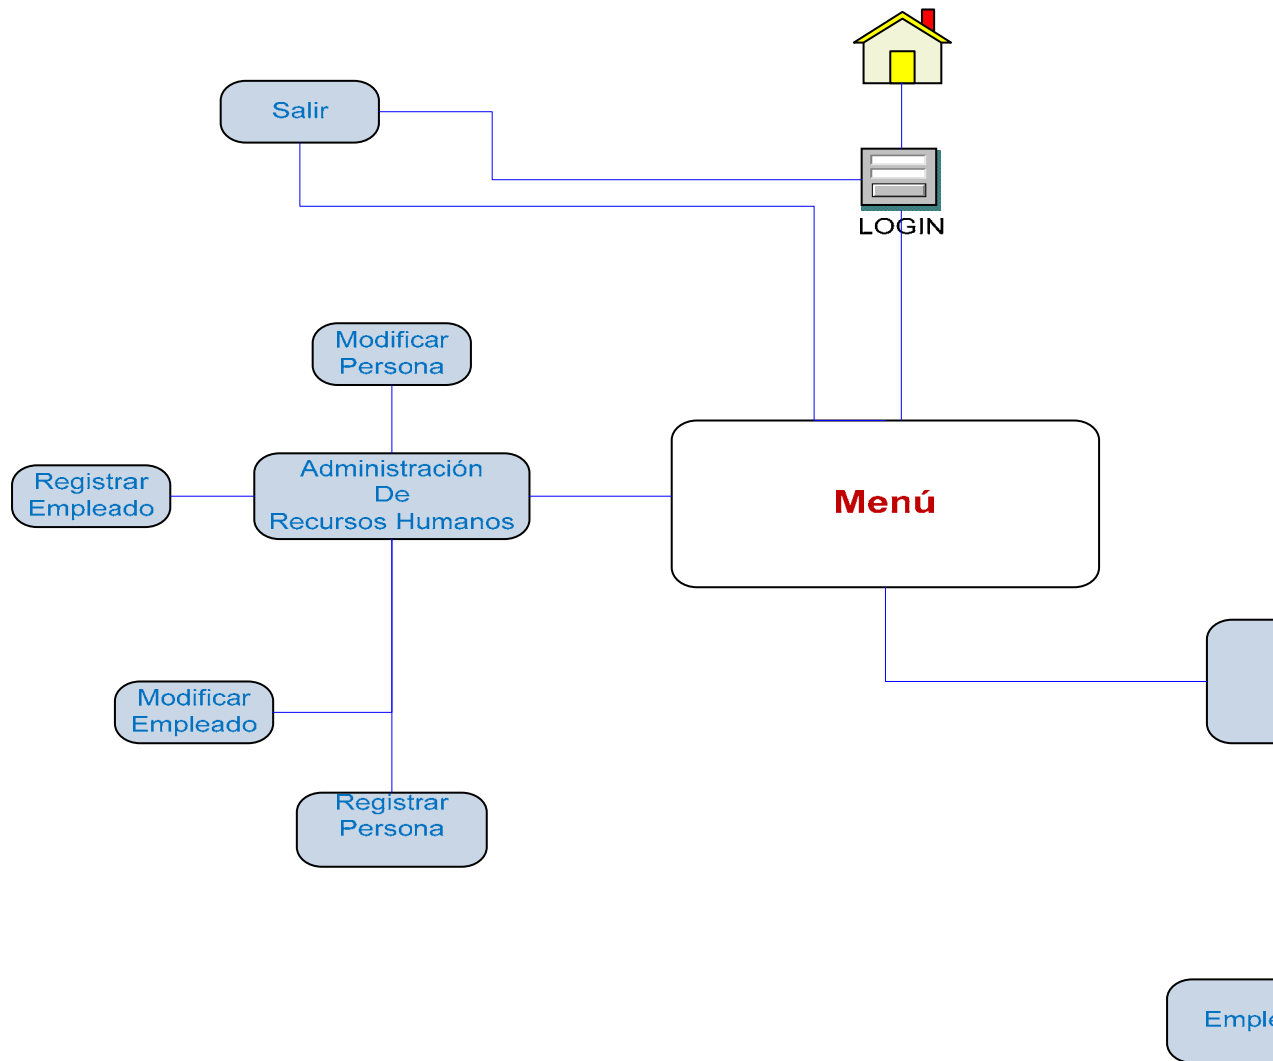 Salir
LOGIN
Modificar
Persona
Administración
De
Recursos Humanos
Registrar
Empleado
Menú
Modificar
Empleado
Registrar
Persona